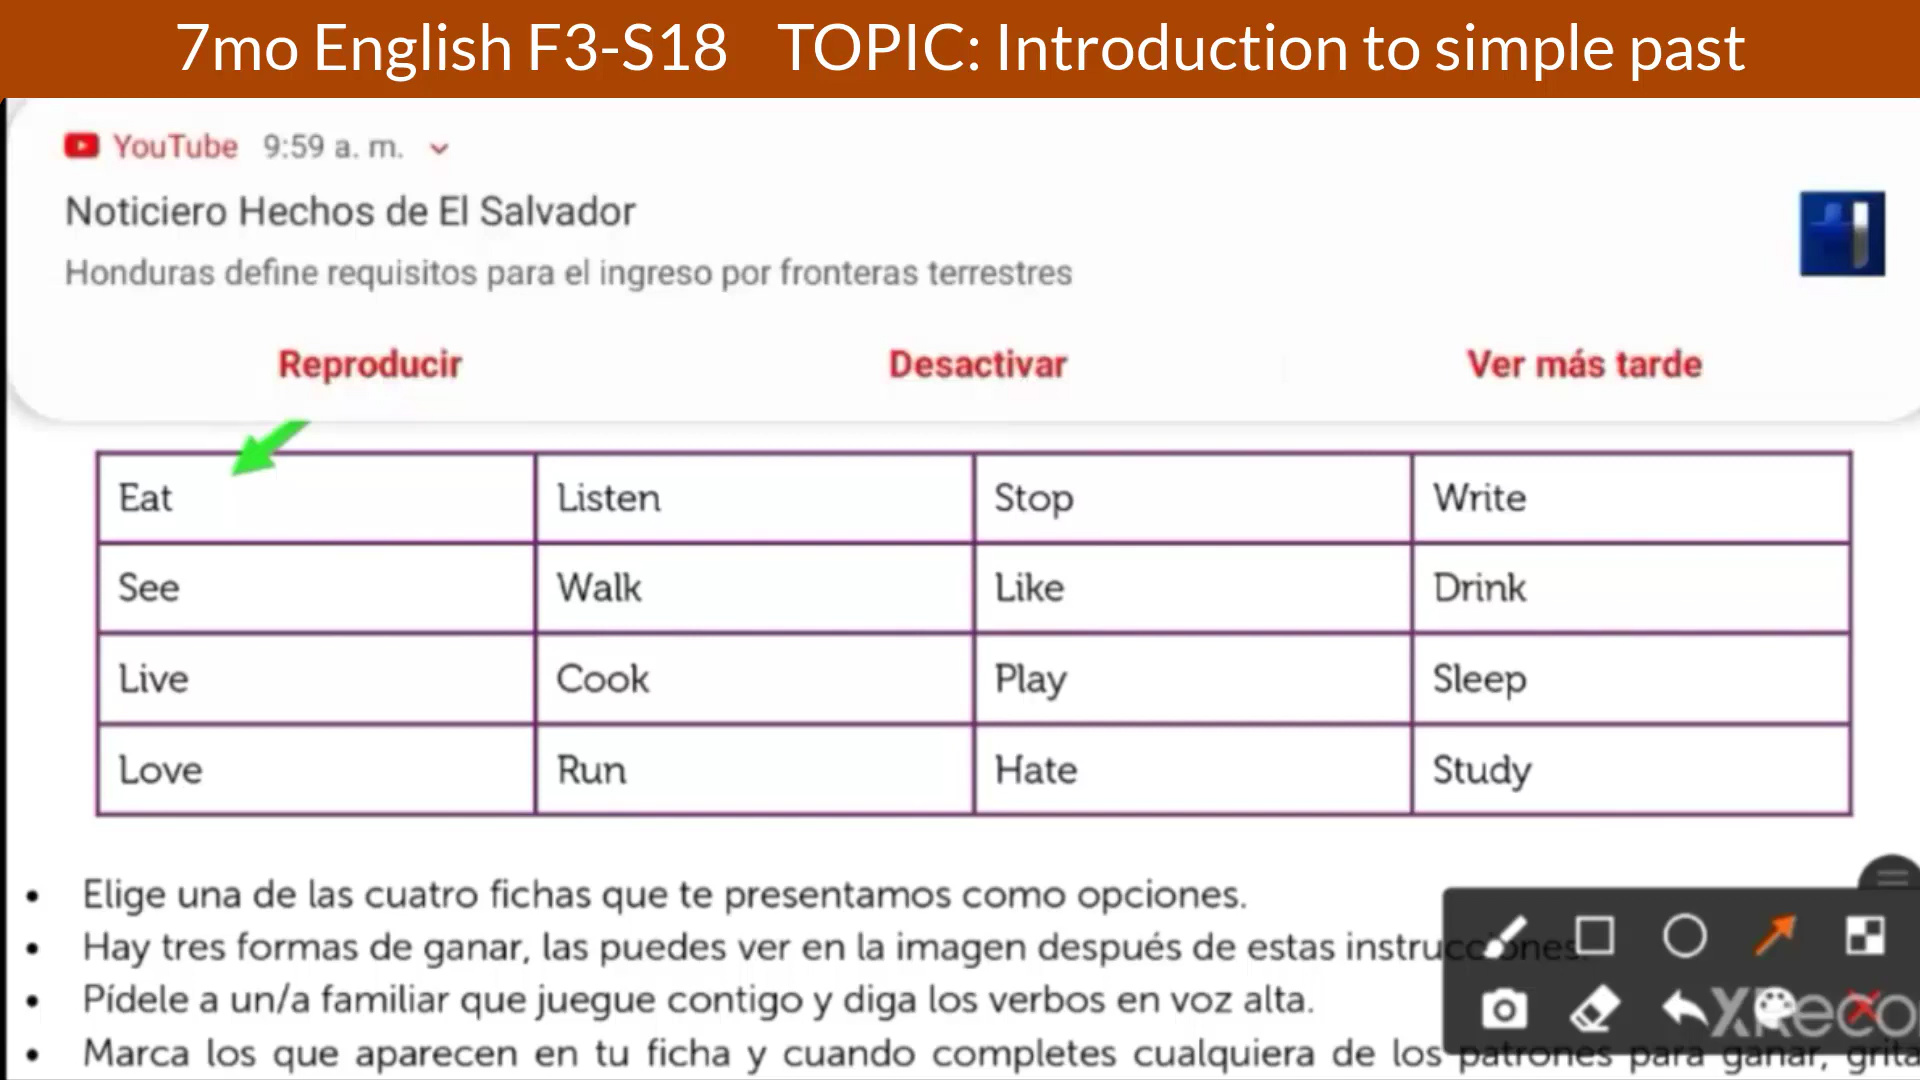 7mo English F3-S18 TOPIC: Introduction to simple past
YouTube 9:59 a. m.
Noticiero Hechos de El Salvador
Honduras define requisitos para el ingreso por fronteras terrestres
Reproducir Desactivar Ver más tarde
Eat Listen Stop Write
See Walk Like Drink
Live Cook Play Sleep
Love Run Hate Study
• Elige una de las cuatro fichas que te presentamos como opciones.
• Hay tres formas de ganar, las puedes ver en la imagen después de estas instrucciones.
• Pídele a un/a familiar que juegue contigo y diga los verbos en voz alta.
• Marca los que aparecen en tu ficha y cuando completes cualquiera de los patrones para ganar, grita